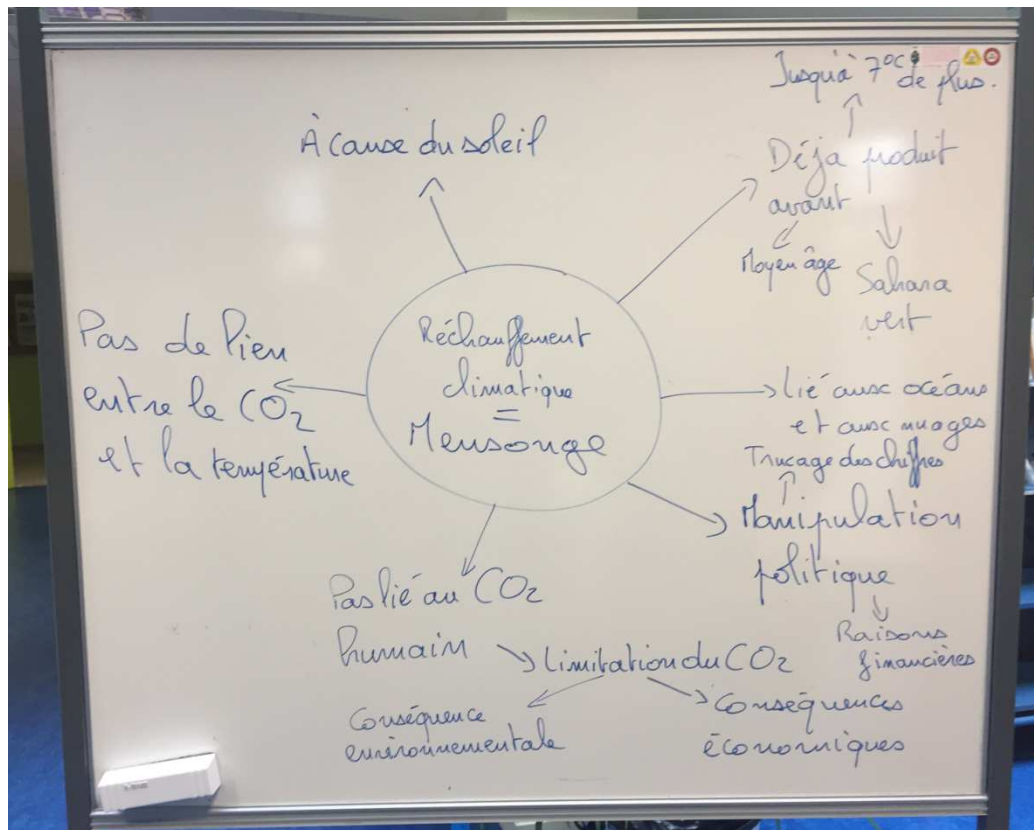 Jusqu'à 7°C
de plus.
À cause du soleil
Déja produit
avant
Moyen âge
Sahara
vert
Réchauffement
climatique
=
Mensonge
Pas de lien
entre le CO2
et la température
lié aux océans
et aux nuages
Trucage des chiffres
Manipulation
politique
Raisons
financières
Pas lié au CO2
humain
Limitation du CO2
Conséquence
environnementale
Conséquences
économiques